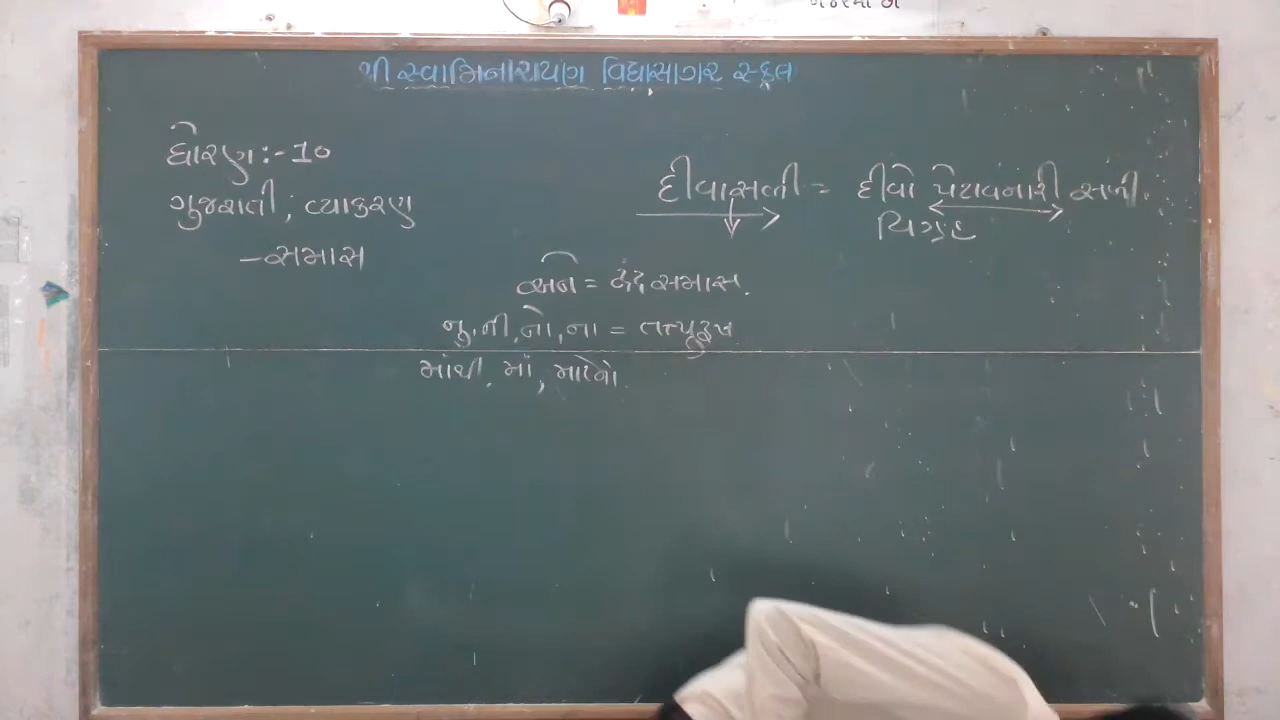 શ્રી સ્વામિનારાયણ વિદ્યાસાગર સ્કૂલ
ધોરણ:-10
ગુજરાતી, વ્યાકરણ
-સમાસ
દીવાસળી = દીવો પેટાવનારી સળી.
વિગ્રહ
અને = દ્વંદ્વ સમાસ.
નુ, ની, નો, ના = તત્પુરુષ
માંથી, માં,